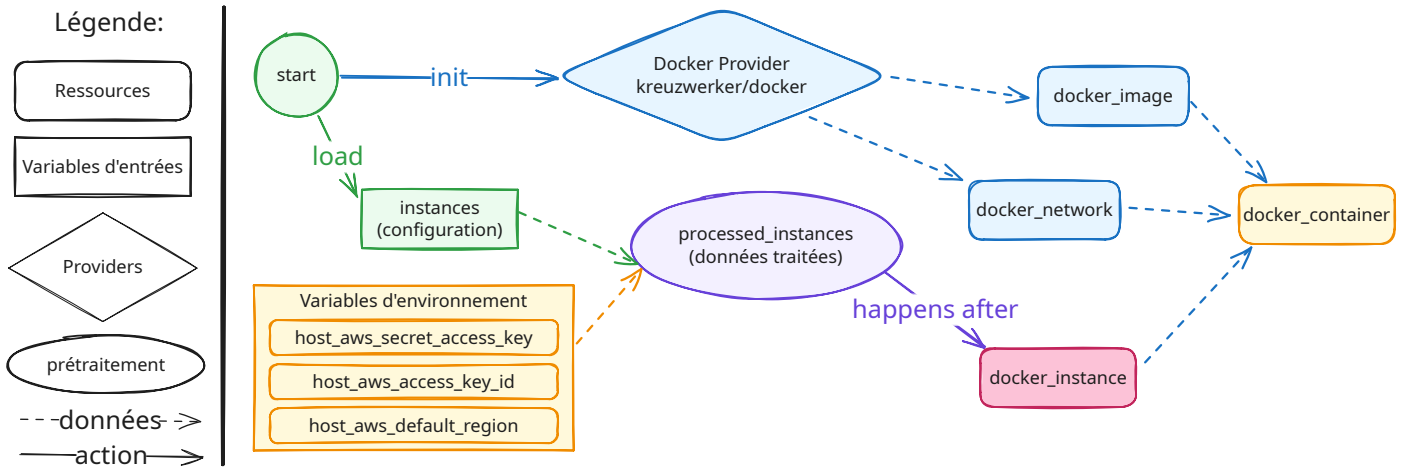 Légende:
Ressources
Variables d'entrées
Providers
prétraitement
données
action
start
init
Docker Provider
kreuzwerker/docker
docker_image
docker_network
docker_container
load
instances
(configuration)
processed_instances
(données traitées)
happens after
docker_instance
Variables d'environnement
host_aws_secret_access_key
host_aws_access_key_id
host_aws_default_region